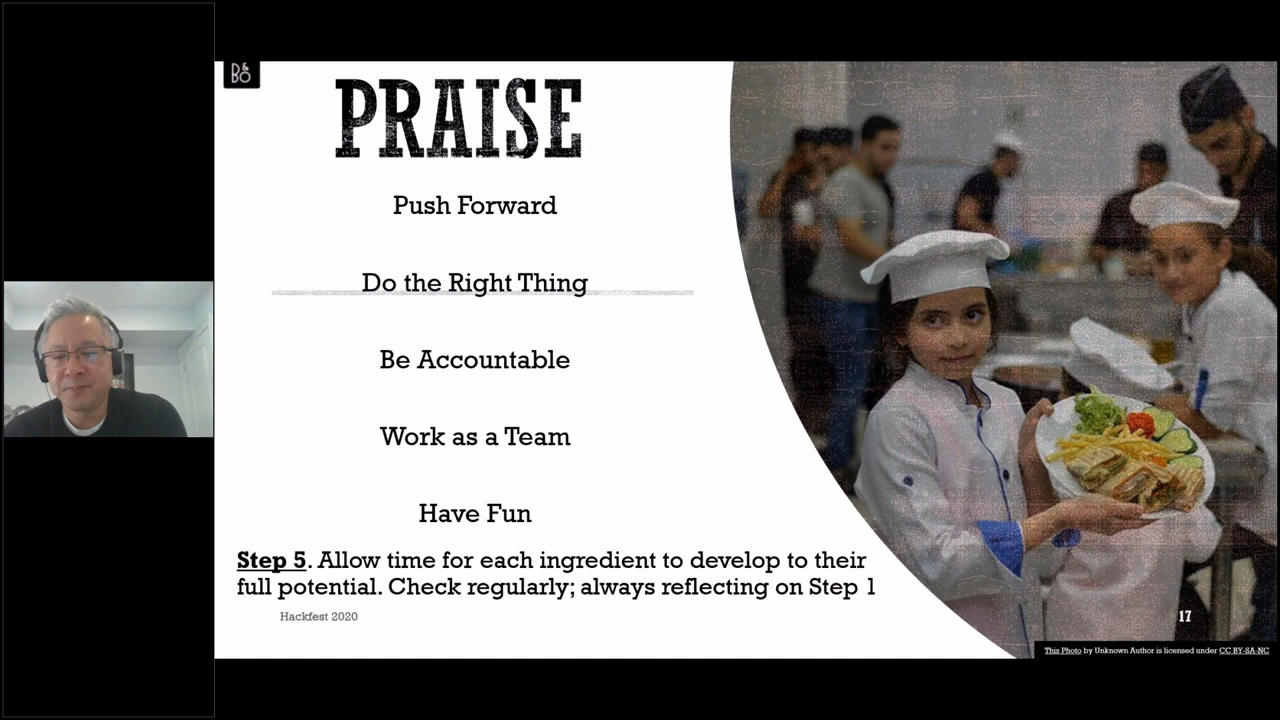 B&O
PRAISE
Push Forward
Do the Right Thing
Be Accountable
Work as a Team
Have Fun
Step 5. Allow time for each ingredient to develop to their
full potential. Check regularly; always reflecting on Step 1
Hackfest 2020
17
This Photo by Unknown Author is licensed under CC BY-SA-NC